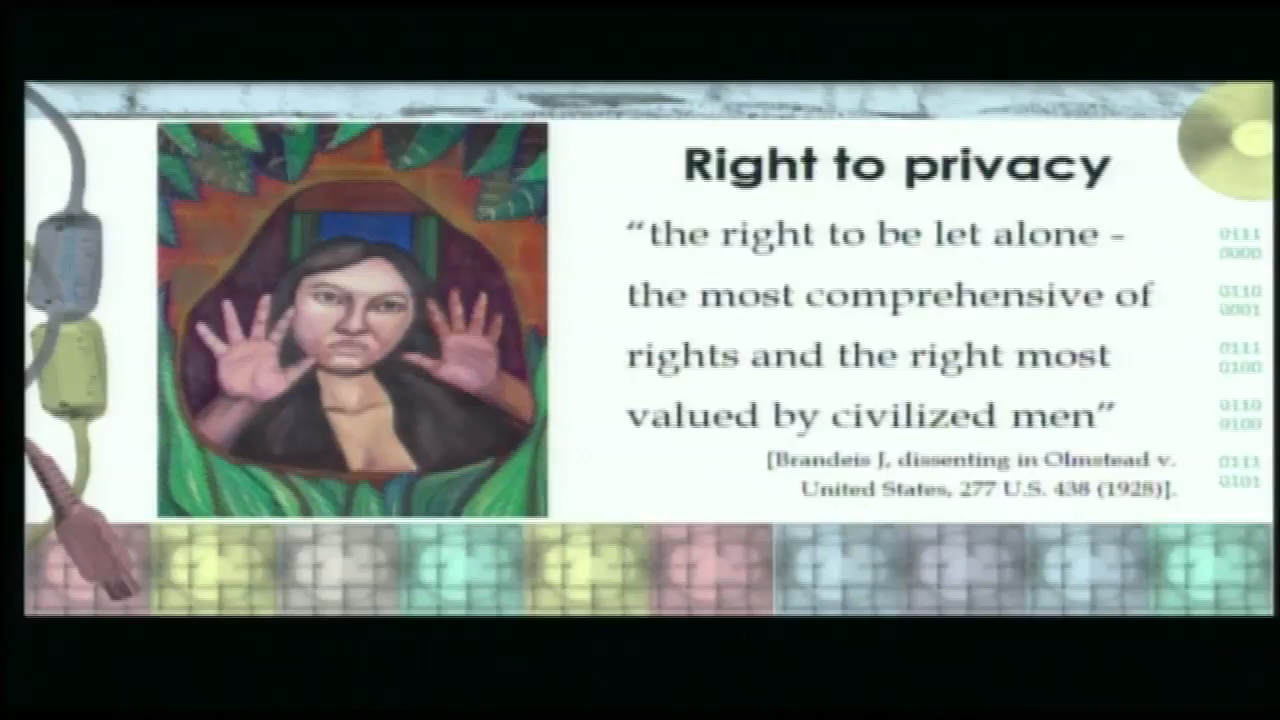 Right to privacy
“the right to be let alone –
the most comprehensive of
rights and the right most
valued by civilized men”
[Brandeis J, dissenting in Olmstead v.
United States, 277 U.S. 438 (1928)].
0111
0000
0110
0001
0111
0100
0110
0100
0111
0101